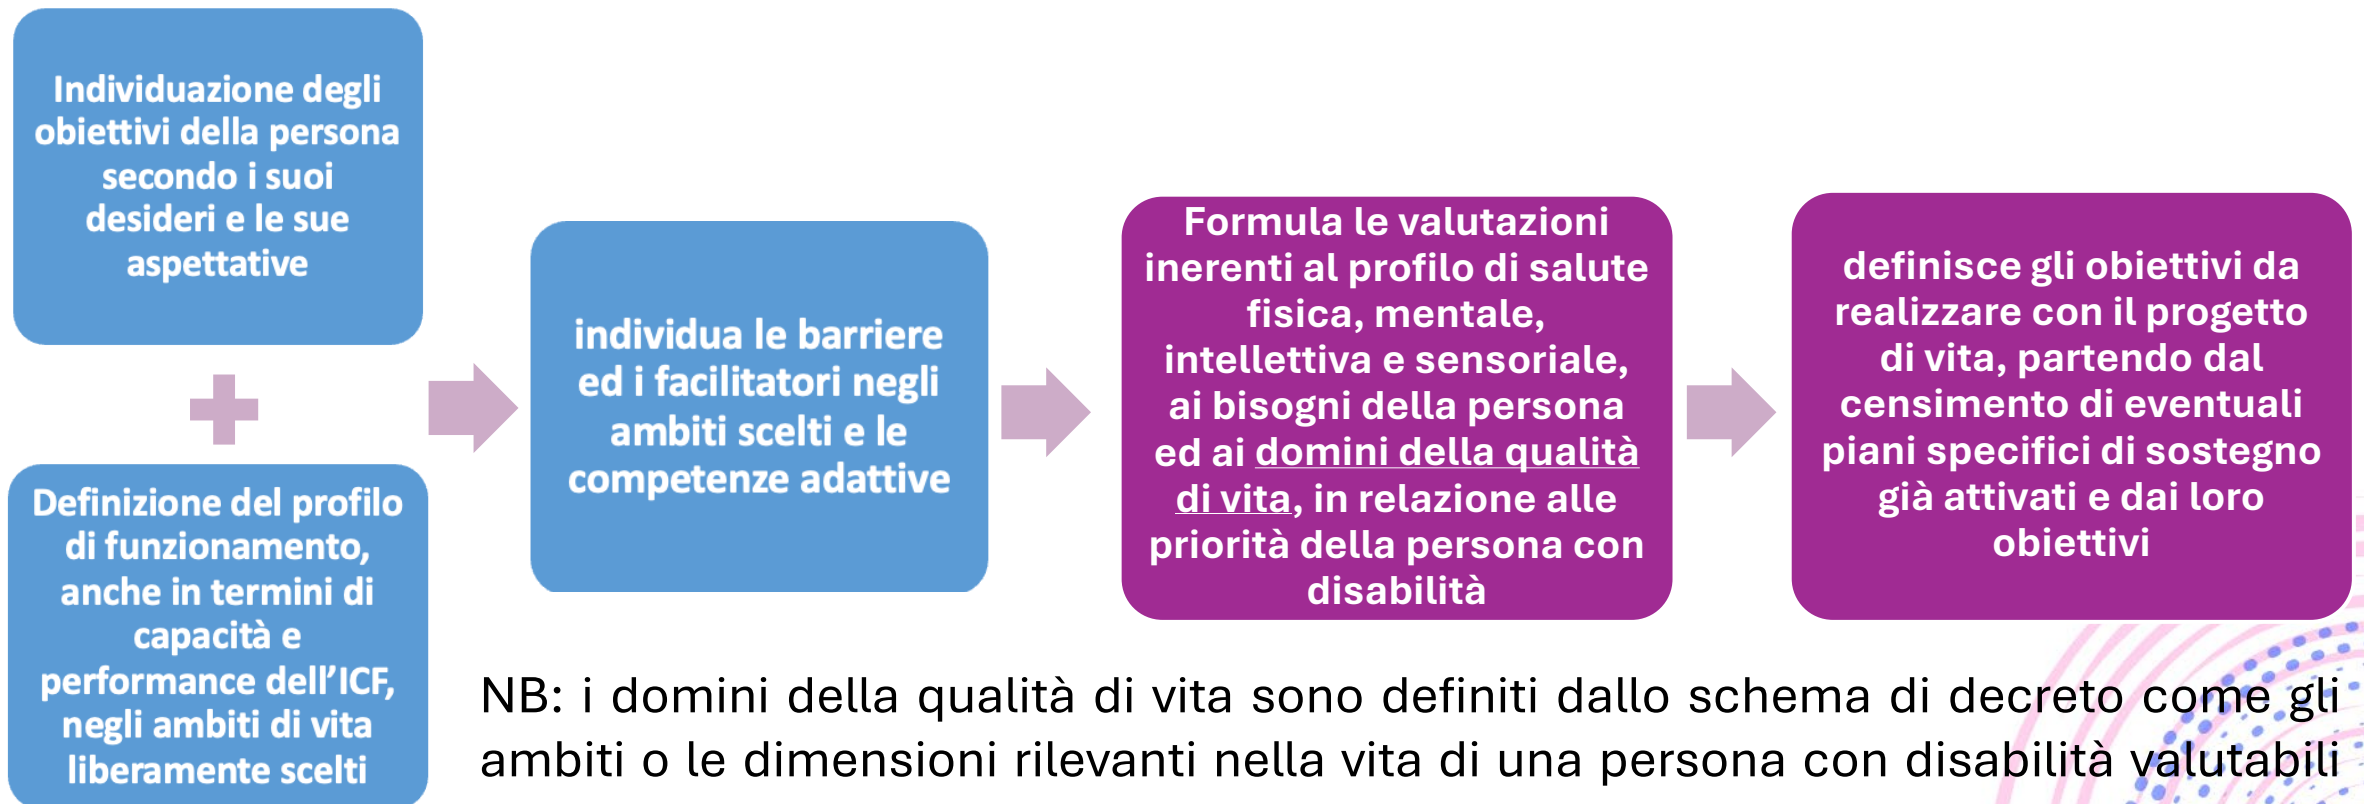 Individuazione degli
obiettivi della persona
secondo i suoi
desideri e le sue
aspettative
Definizione del profilo
di funzionamento,
anche in termini di
capacità e
performance dell'ICF,
negli ambiti di vita
liberamente scelti
individua le barriere
ed i facilitatori negli
ambiti scelti e le
competenze adattive
Formula le valutazioni
inerenti al profilo di salute
fisica, mentale,
intellettiva e sensoriale,
ai bisogni della persona
ed ai domini della qualità
di vita, in relazione alle
priorità della persona con
disabilità
definisce gli obiettivi da
realizzare con il progetto
di vita, partendo dal
censimento di eventuali
piani specifici di sostegno
già attivati e dai loro
obiettivi
NB: i domini della qualità di vita sono definiti dallo schema di decreto come gli
ambiti o le dimensioni rilevanti nella vita di una persona con disabilità valutabili